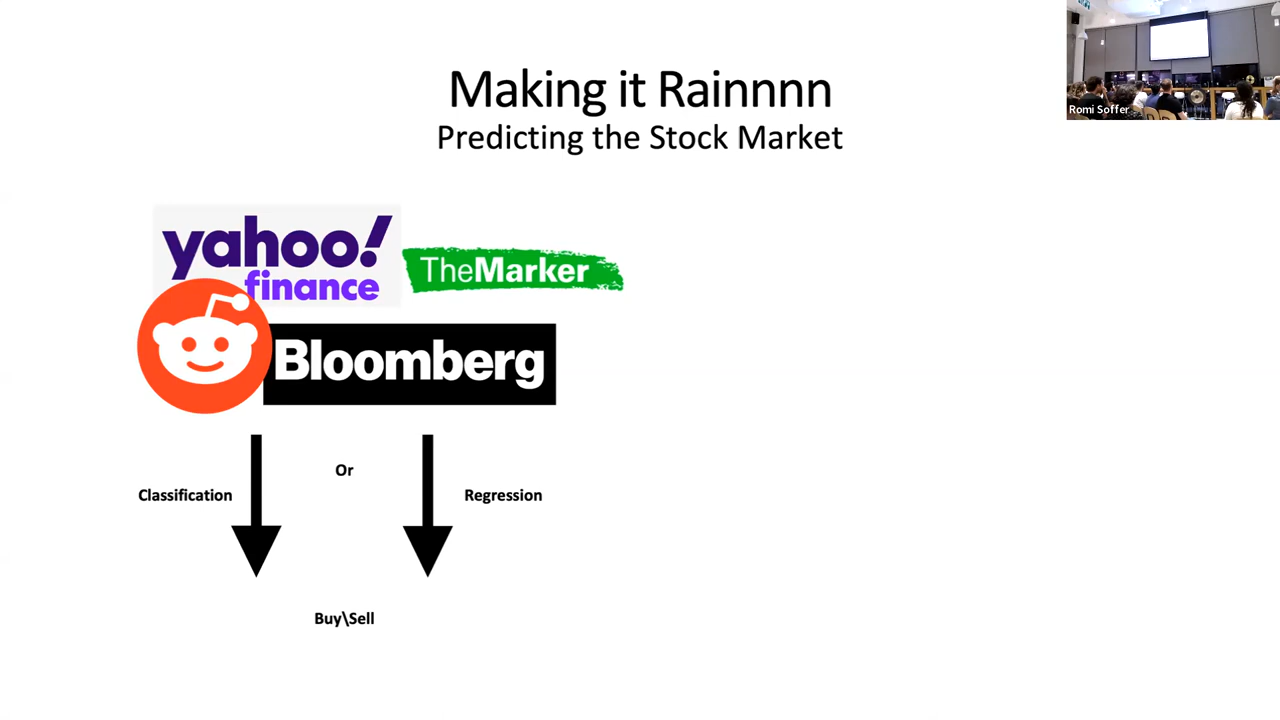 Making it Rainnnn
Predicting the Stock Market
Romi Soffer
yahoo!
finance
TheMarker
Bloomberg
Or
Classification
Regression
Buy\Sell